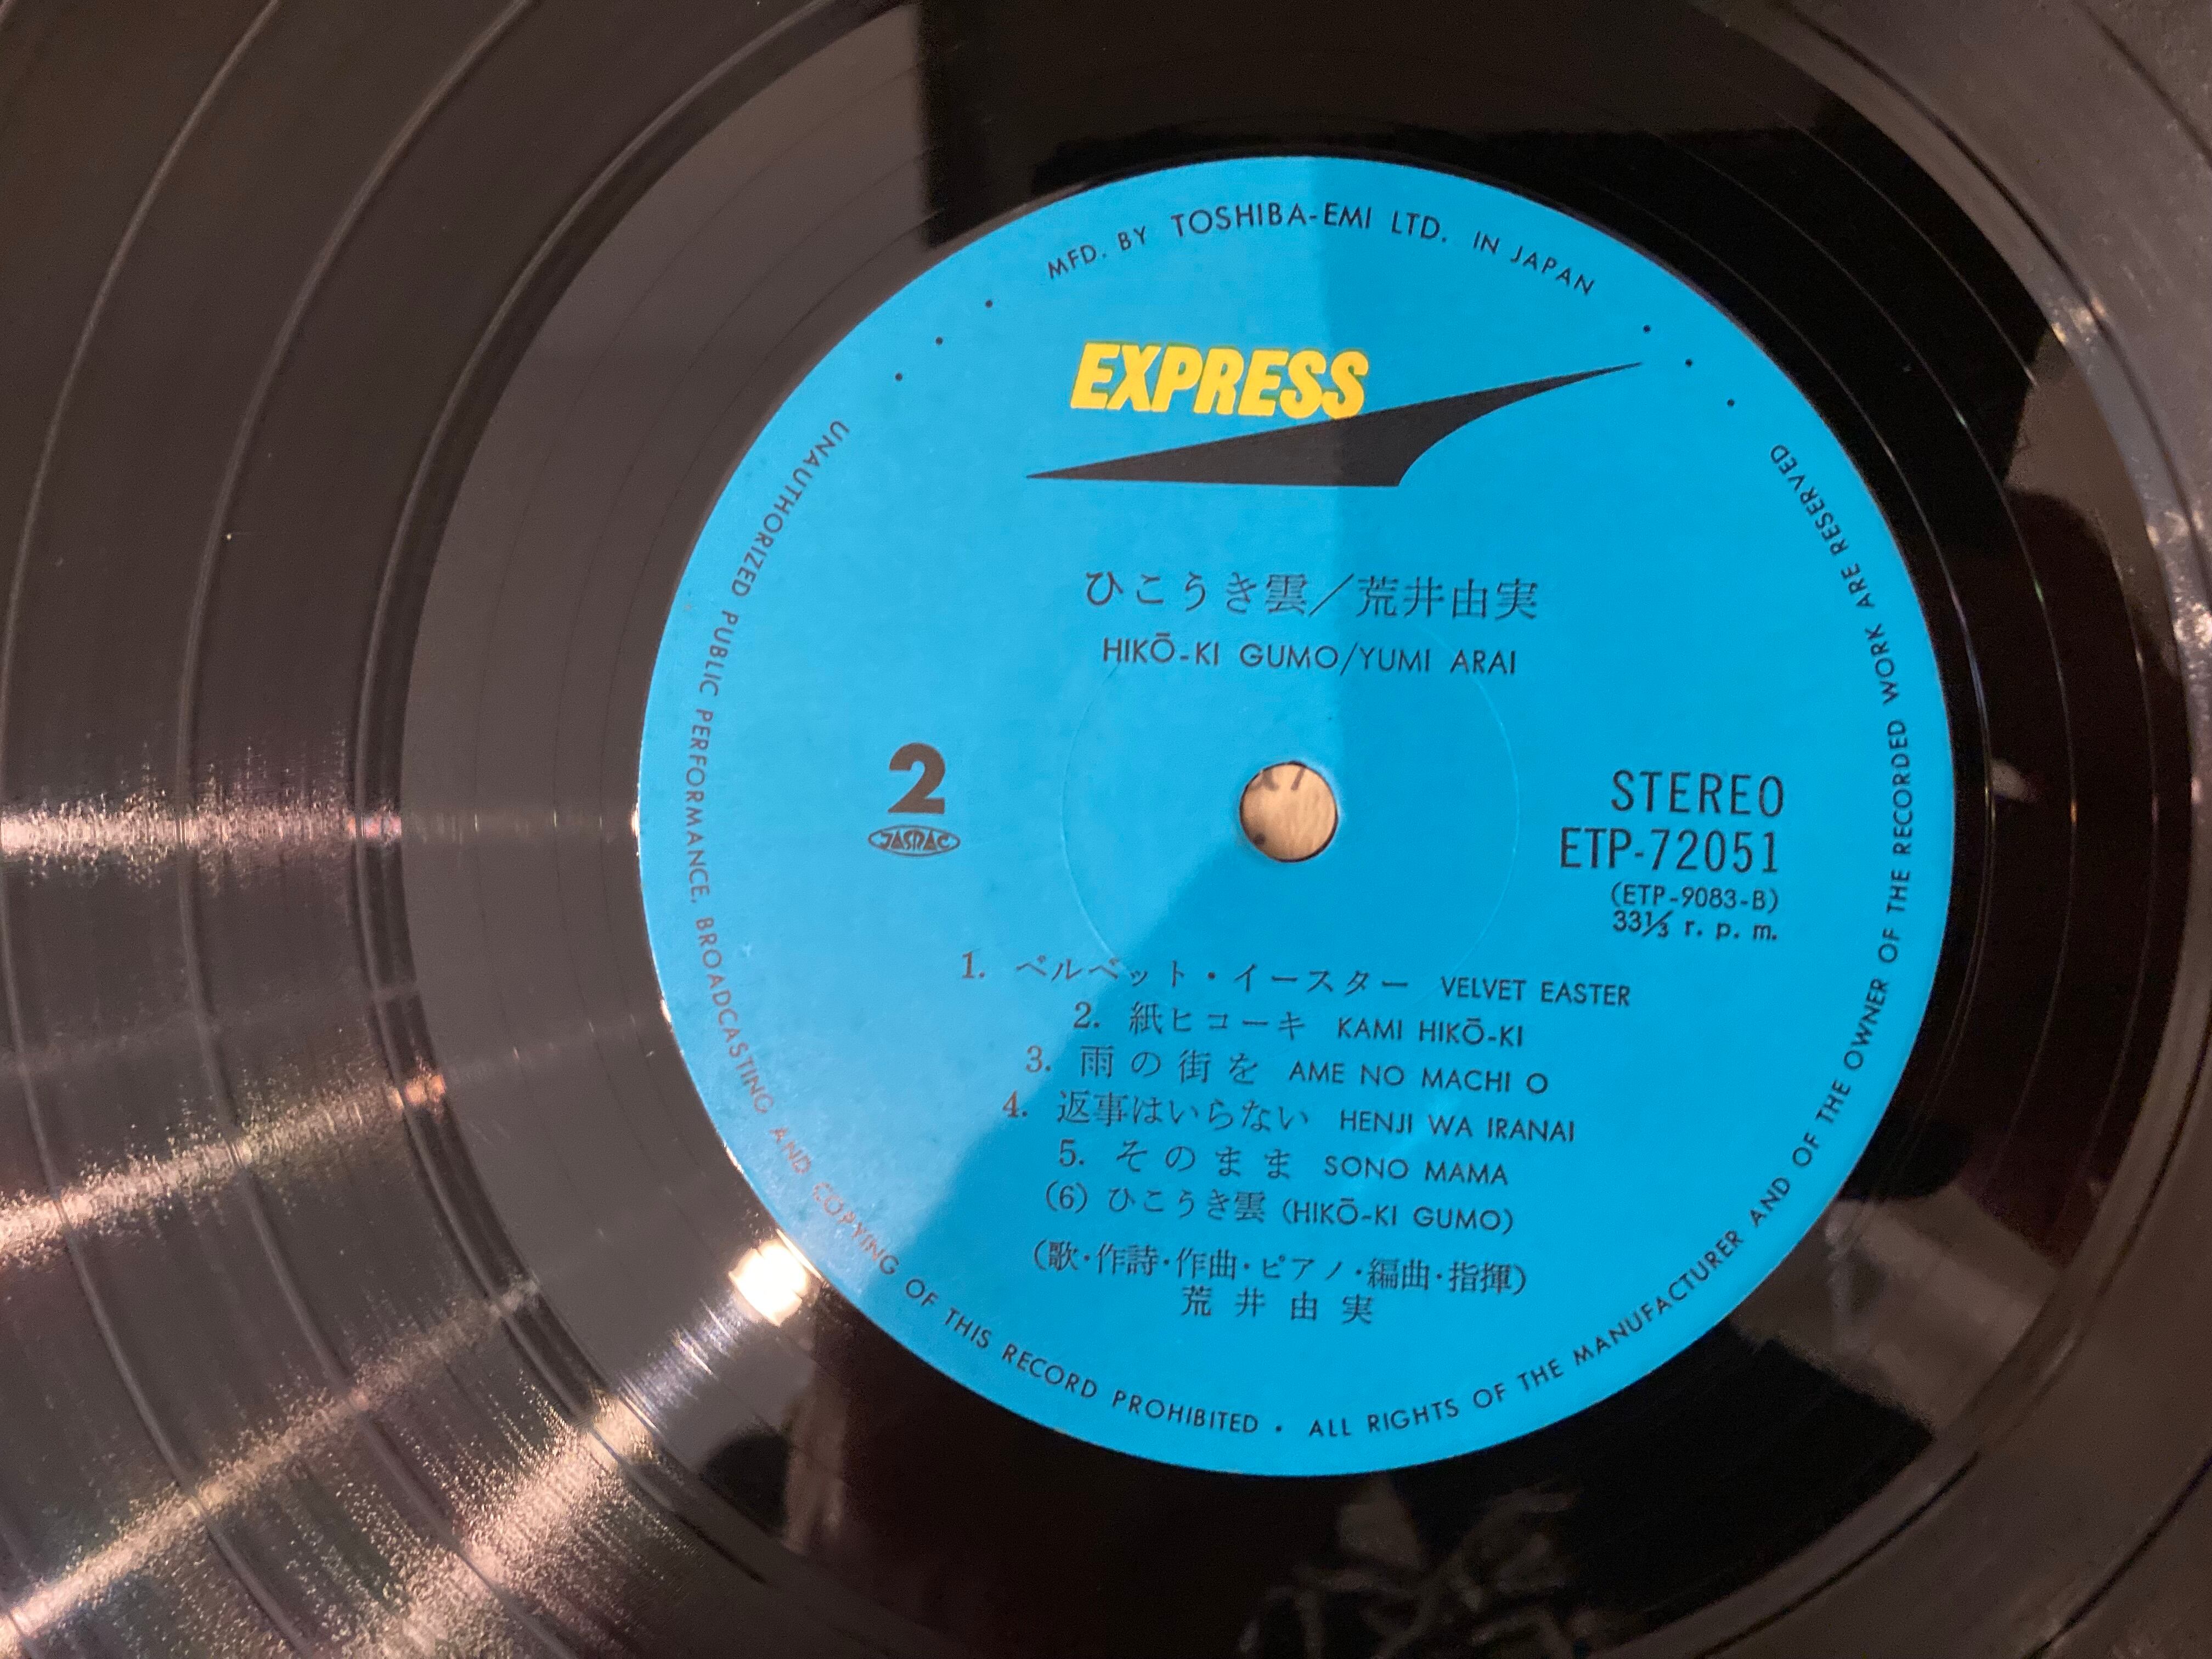 MFD. BY TOSHIBA-EMI LTD. IN JAPAN
EXPRESS
ひこうき雲/荒井由実
HIKŌ-KI GUMO/YUMI ARAI
2
JASRAC
STEREO
ETP-72051
(ETP-9083-B)
33⅓ r. p. m.
1. ベルベット・イースター VELVET EASTER
2. 紙ヒコーキ KAMI HIKŌ-KI
3. 雨の街を AME NO MACHI O
4. 返事はいらない HENJI WA IRANAI
5. そのまま SONO MAMA
(6) ひこうき雲 (HIKŌ-KI GUMO)
(歌・作詩・作曲・ピアノ・編曲・指揮)
荒井由実
UNAUTHORIZED PUBLIC PERFORMANCE, BROADCASTING AND COPYING OF THIS RECORD PROHIBITED • ALL RIGHTS OF THE MANUFACTURER AND OF THE OWNER OF THE RECORDED WORK ARE RESERVED